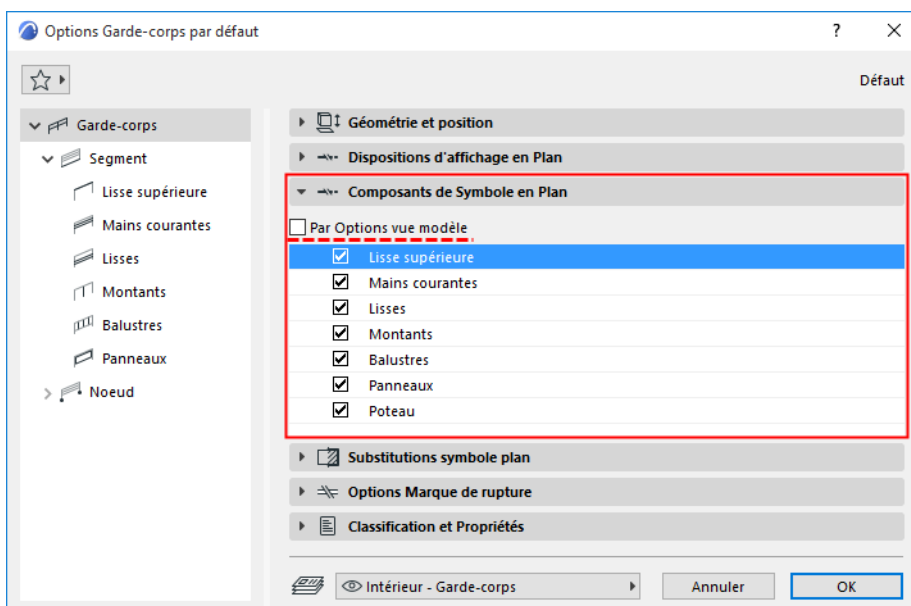 Options Garde-corps par défaut
?
Défaut
Garde-corps
Segment
Lisse supérieure
Mains courantes
Lisses
Montants
Balustres
Panneaux
Noeud
Géométrie et position
Dispositions d'affichage en Plan
Composants de Symbole en Plan
Par Options vue modèle
Lisse supérieure
Mains courantes
Lisses
Montants
Balustres
Panneaux
Poteau
Substitutions symbole plan
Options Marque de rupture
Classification et Propriétés
Intérieur - Garde-corps
Annuler
OK